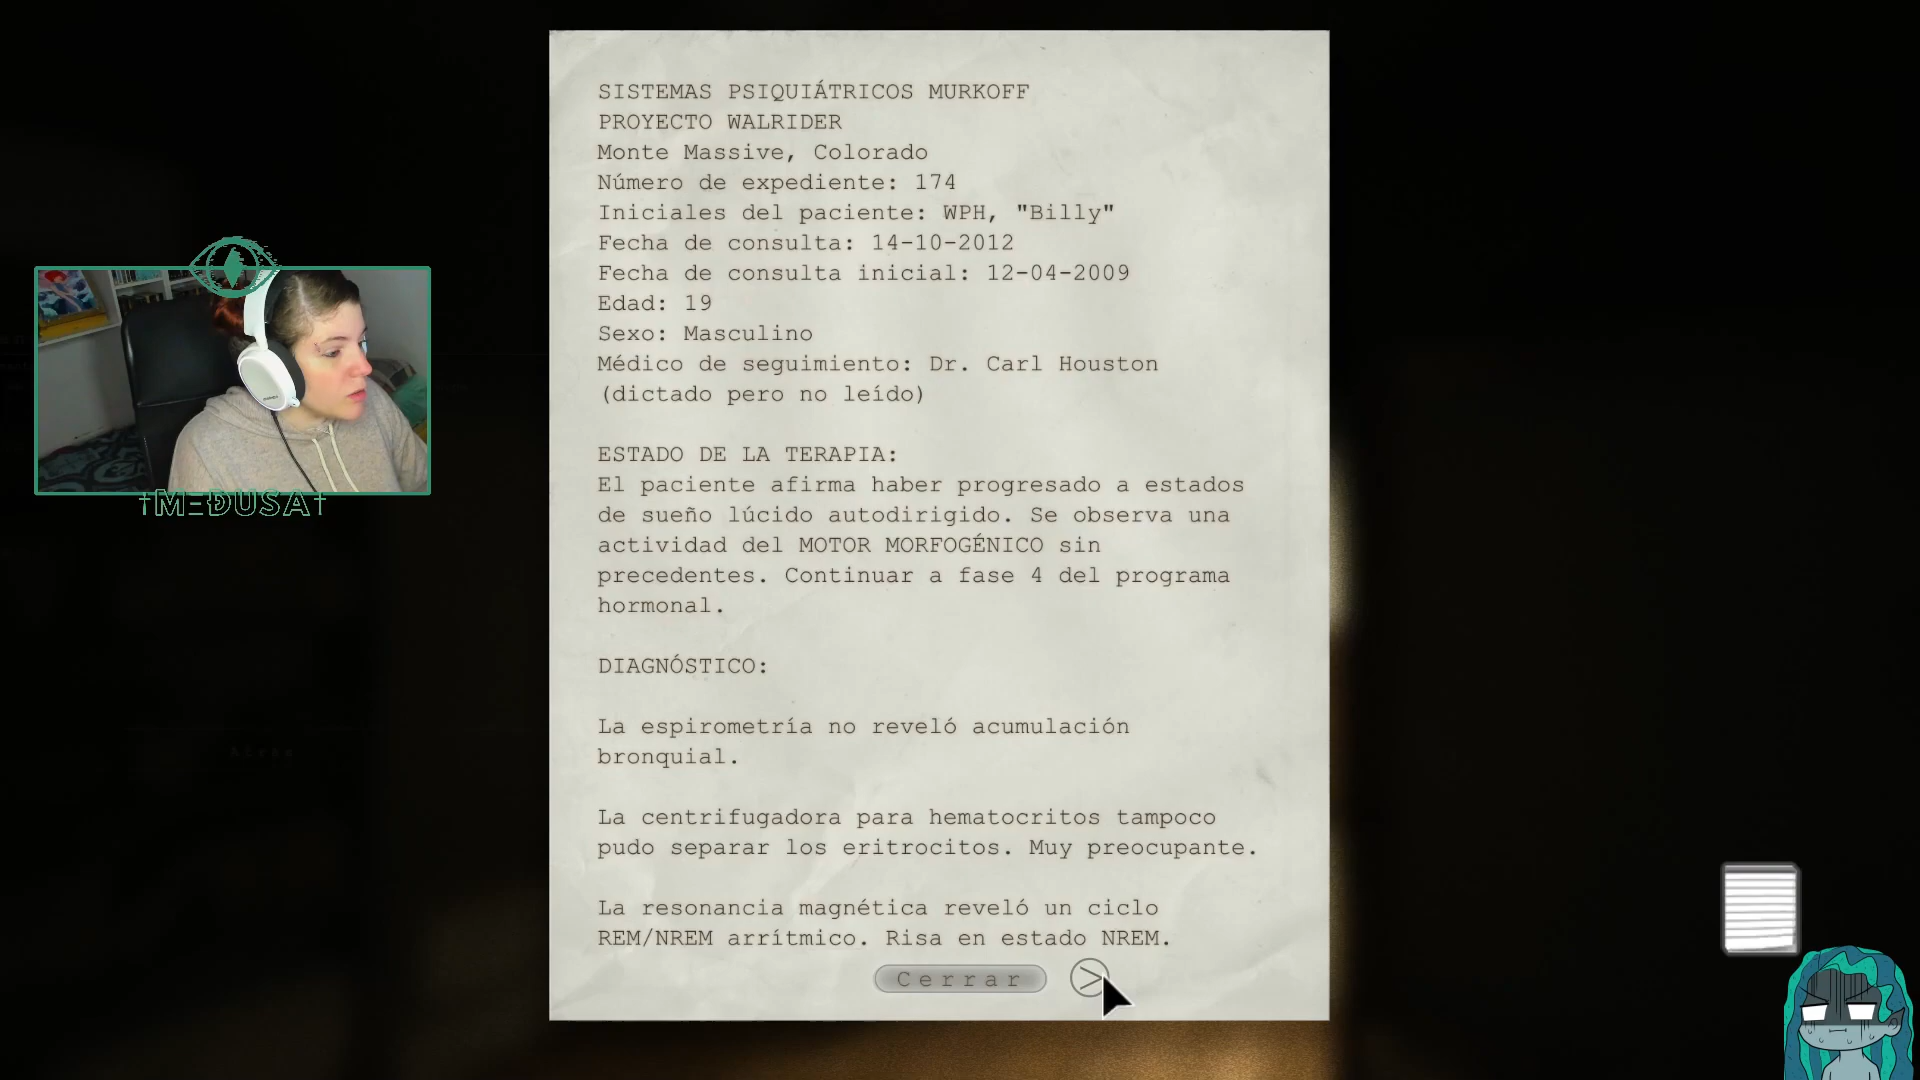 SISTEMAS PSIQUIÁTRICOS MURKOFF
PROYECTO WALRIDER
Monte Massive, Colorado
Número de expediente: 174
Iniciales del paciente: WPH, "Billy"
Fecha de consulta: 14-10-2012
Fecha de consulta inicial: 12-04-2009
Edad: 19
Sexo: Masculino
Médico de seguimiento: Dr. Carl Houston
(dictado pero no leído)
ESTADO DE LA TERAPIA:
El paciente afirma haber progresado a estados
de sueño lúcido autodirigido. Se observa una
actividad del MOTOR MORFOGÉNICO sin
precedentes. Continuar a fase 4 del programa
hormonal.
DIAGNÓSTICO:
La espirometría no reveló acumulación
bronquial.
La centrifugadora para hematocritos tampoco
pudo separar los eritrocitos. Muy preocupante.
La resonancia magnética reveló un ciclo
REM/NREM arrítmico. Risa en estado NREM.
Cerrar >
†MΞĐUSA†
Atrás